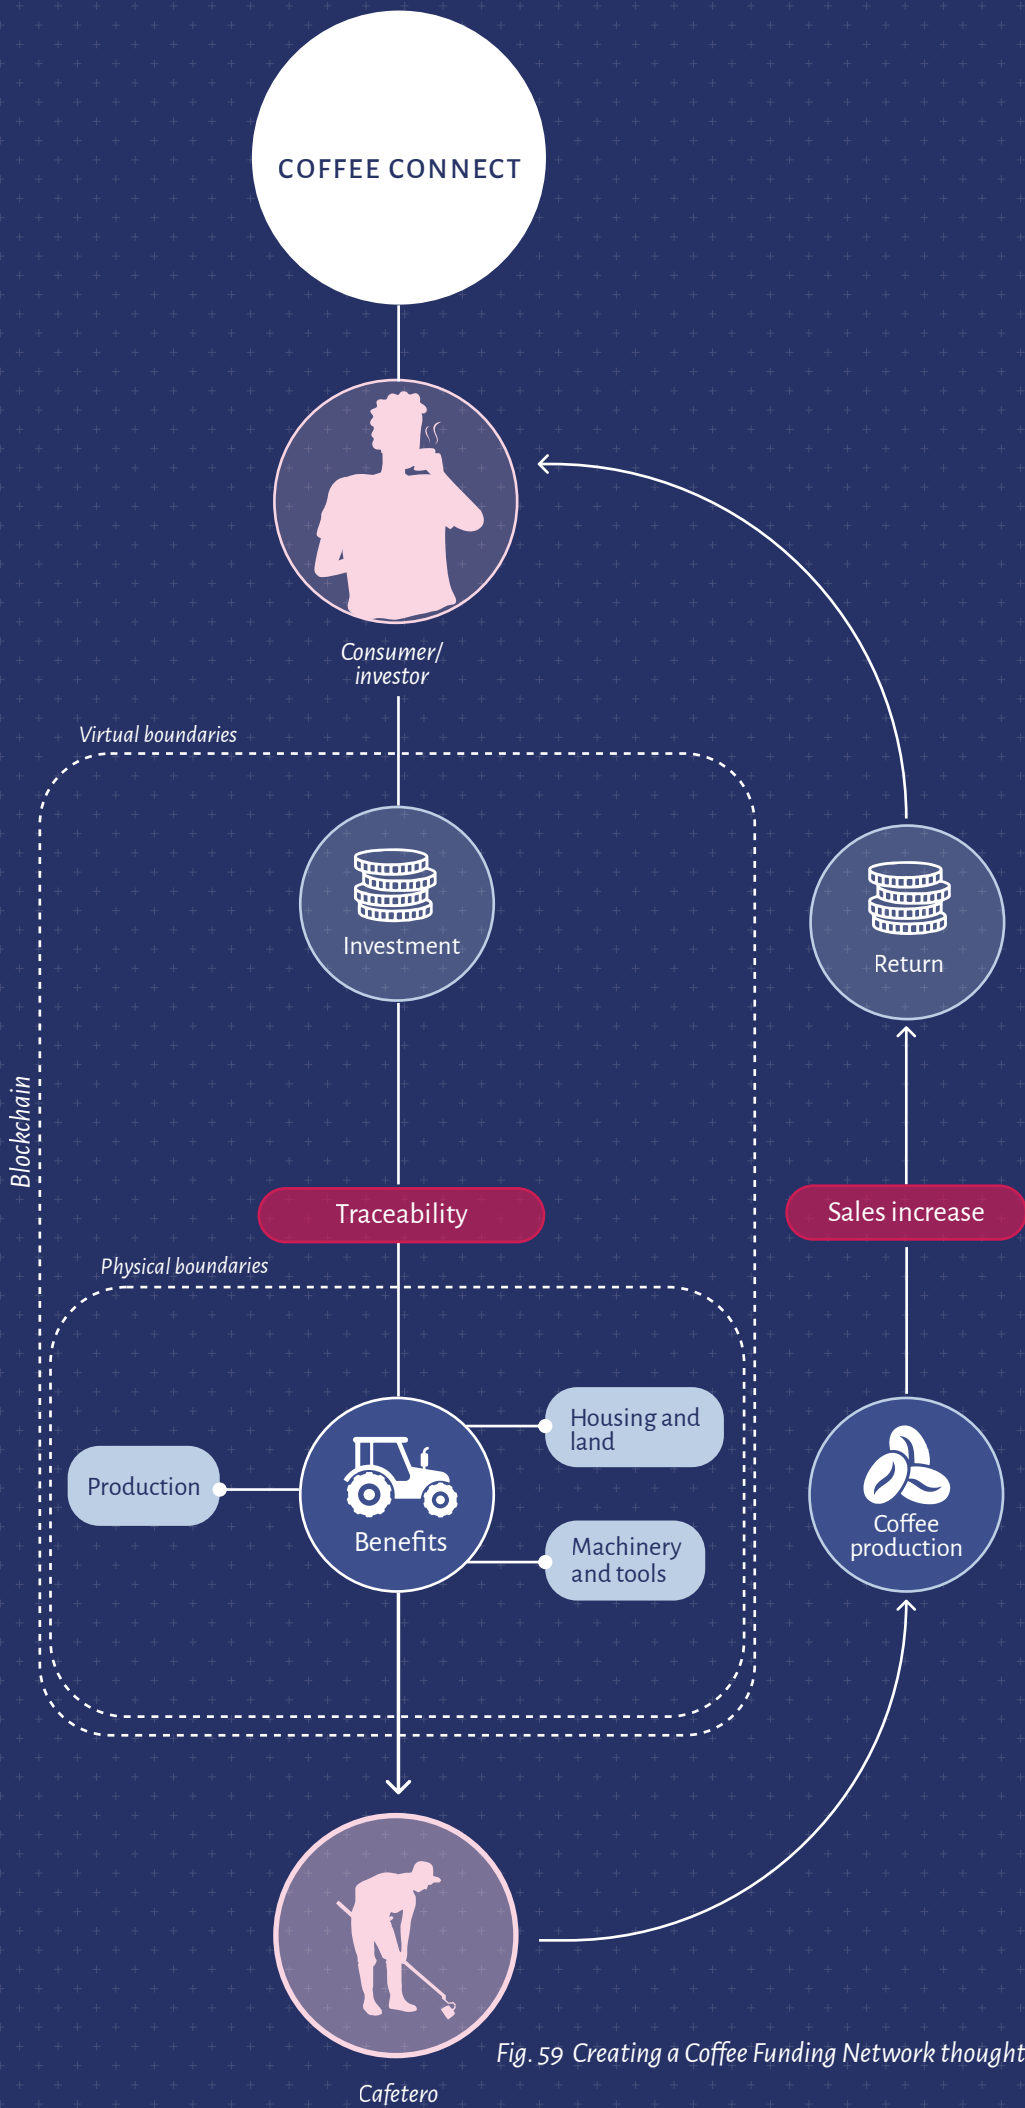 COFFEE CONNECT
Consumer/
investor
Virtual boundaries
Investment
Return
Blockchain
Traceability
Sales increase
Physical boundaries
Housing and
land
Production
Benefits
Machinery
and tools
Coffee
production
Fig. 59 Creating a Coffee Funding Network thought
Cafetero